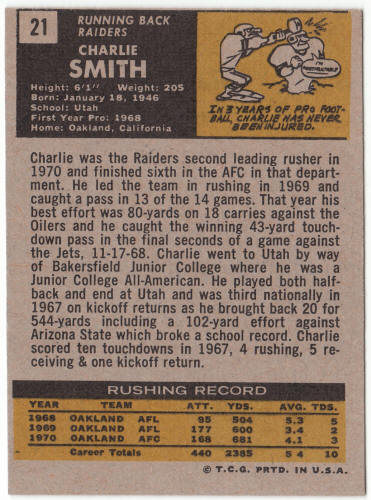 21
RUNNING BACK
RAIDERS
CHARLIE
SMITH
Height: 6'1" Weight: 205
Born: January 18, 1946
School: Utah
First Year Pro: 1968
Home: Oakland, California
IN 3 YEARS OF PRO FOOT-
BALL, CHARLIE HAS NEVER
BEEN INJURED.
Charlie was the Raiders second leading rusher in
1970 and finished sixth in the AFC in that depart-
ment. He led the team in rushing in 1969 and
caught a pass in 13 of the 14 games. That year his
best effort was 80-yards on 18 carries against the
Oilers and he caught the winning 43-yard touch-
down pass in the final seconds of a game against
the Jets, 11-17-68. Charlie went to Utah by way
of Bakersfield Junior College where he was a
Junior College All-American. He played both half-
back and end at Utah and was third nationally in
1967 on kickoff returns as he brought back 20 for
544-yards including a 102-yard effort against
Arizona State which broke a school record. Charlie
scored ten touchdowns in 1967, 4 rushing, 5 re-
ceiving & one kickoff return.
RUSHING RECORD
YEAR TEAM ATT. YDS. AVG. TDS.
1968 OAKLAND AFL 95 504 5.3 5
1969 OAKLAND AFL 177 600 3.4 2
1970 OAKLAND AFC 168 681 4.1 3
Career Totals 440 2385 5 4 10
© T.C.G. PRTD. IN U.S.A.